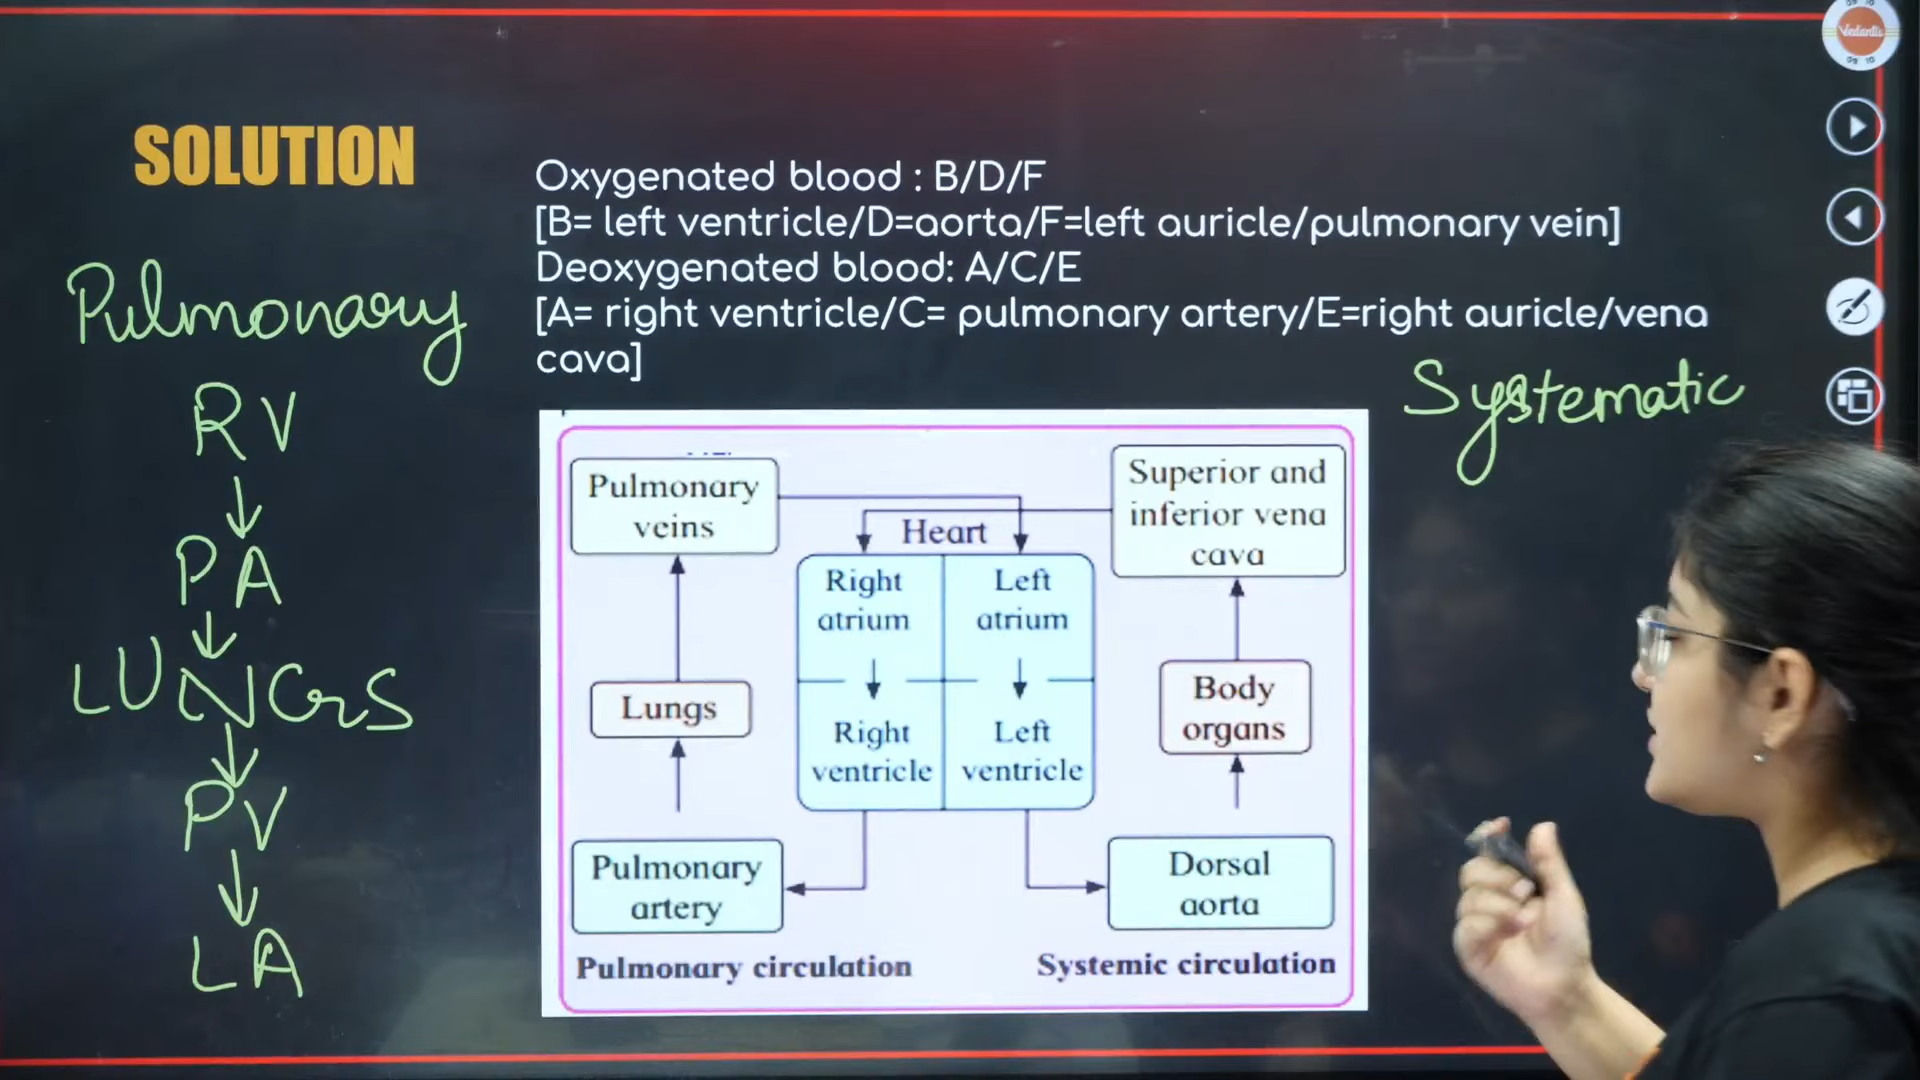 Vedantu
SOLUTION
Oxygenated blood : B/D/F
[B= left ventricle/D=aorta/F=left auricle/pulmonary vein]
Deoxygenated blood: A/C/E
[A= right ventricle/C= pulmonary artery/E=right auricle/vena
cava]
Pulmonary
RV
PA
LUNGS
PV
LA
Systematic
Pulmonary
veins
Superior and
inferior vena
cava
Heart
Right
atrium
Left
atrium
Lungs
Right
ventricle
Left
ventricle
Body
organs
Pulmonary
artery
Dorsal
aorta
Pulmonary circulation
Systemic circulation